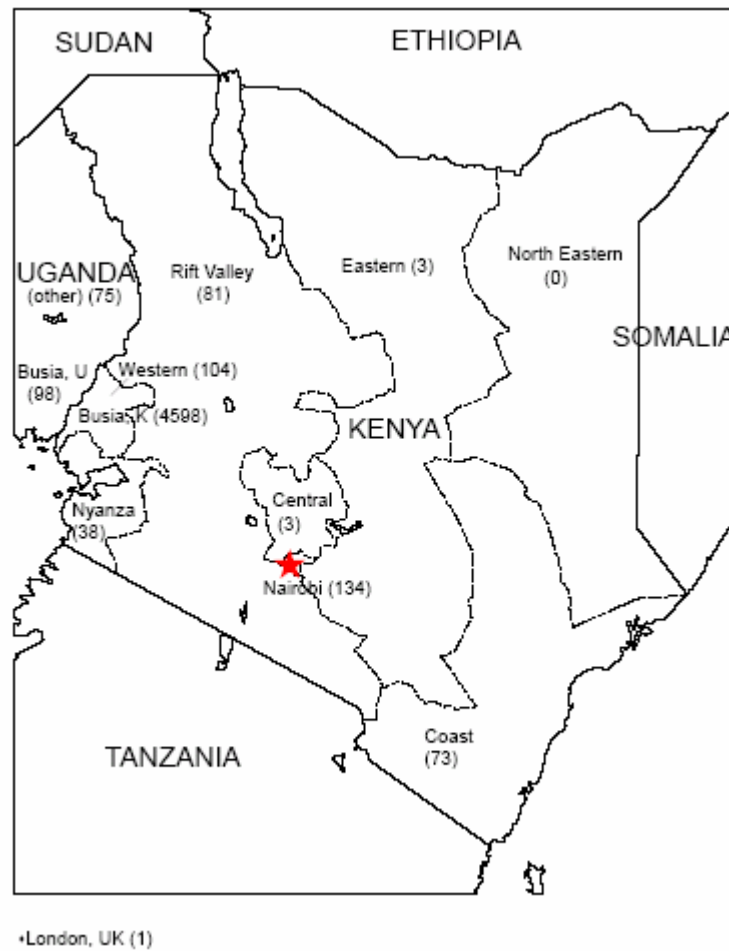 SUDAN
ETHIOPIA
UGANDA
(other) (75)
Rift Valley
(81)
Eastern (3)
North Eastern
(0)
SOMALIA
Busia, U
(98)
Western (104)
Busia, K (4598)
KENYA
Nyanza
(38)
Central
(3)
Nairobi (134)
TANZANIA
Coast
(73)
•London, UK (1)